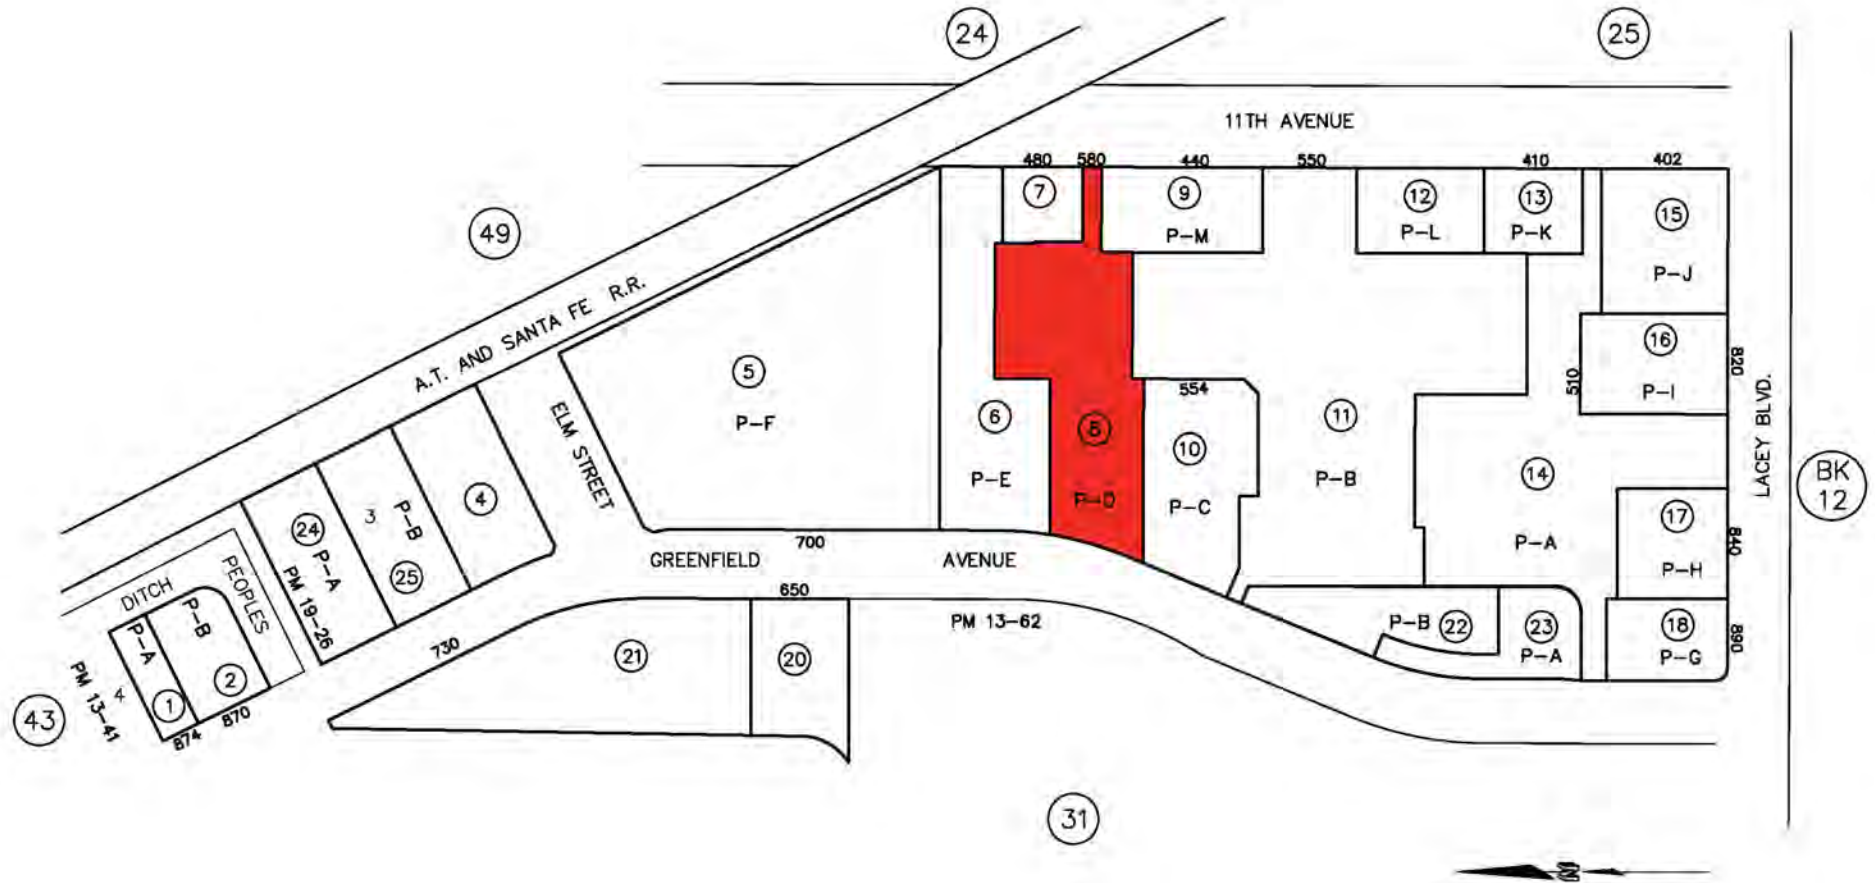 24
25
11TH AVENUE
480 580 440 550 410 402
7
9
P-M
12
P-L
13
P-K
15
P-J
49
A.T. AND SANTA FE R.R.
5
P-F
ELM STREET
6
P-E
8
P-D
554
10
P-C
11
P-B
510
16
P-I
820
LACEY BLVD.
BK
12
14
P-A
17
P-H
840
18
P-G
890
4
3
P-B
25
24
P-A
PM 19-26
700
GREENFIELD AVENUE
650
PM 13-62
730
21
20
P-B 22
23
P-A
DITCH
PEOPLES
P-B
2
P-A
1
4
PM 13-41
43
874
870
31
N